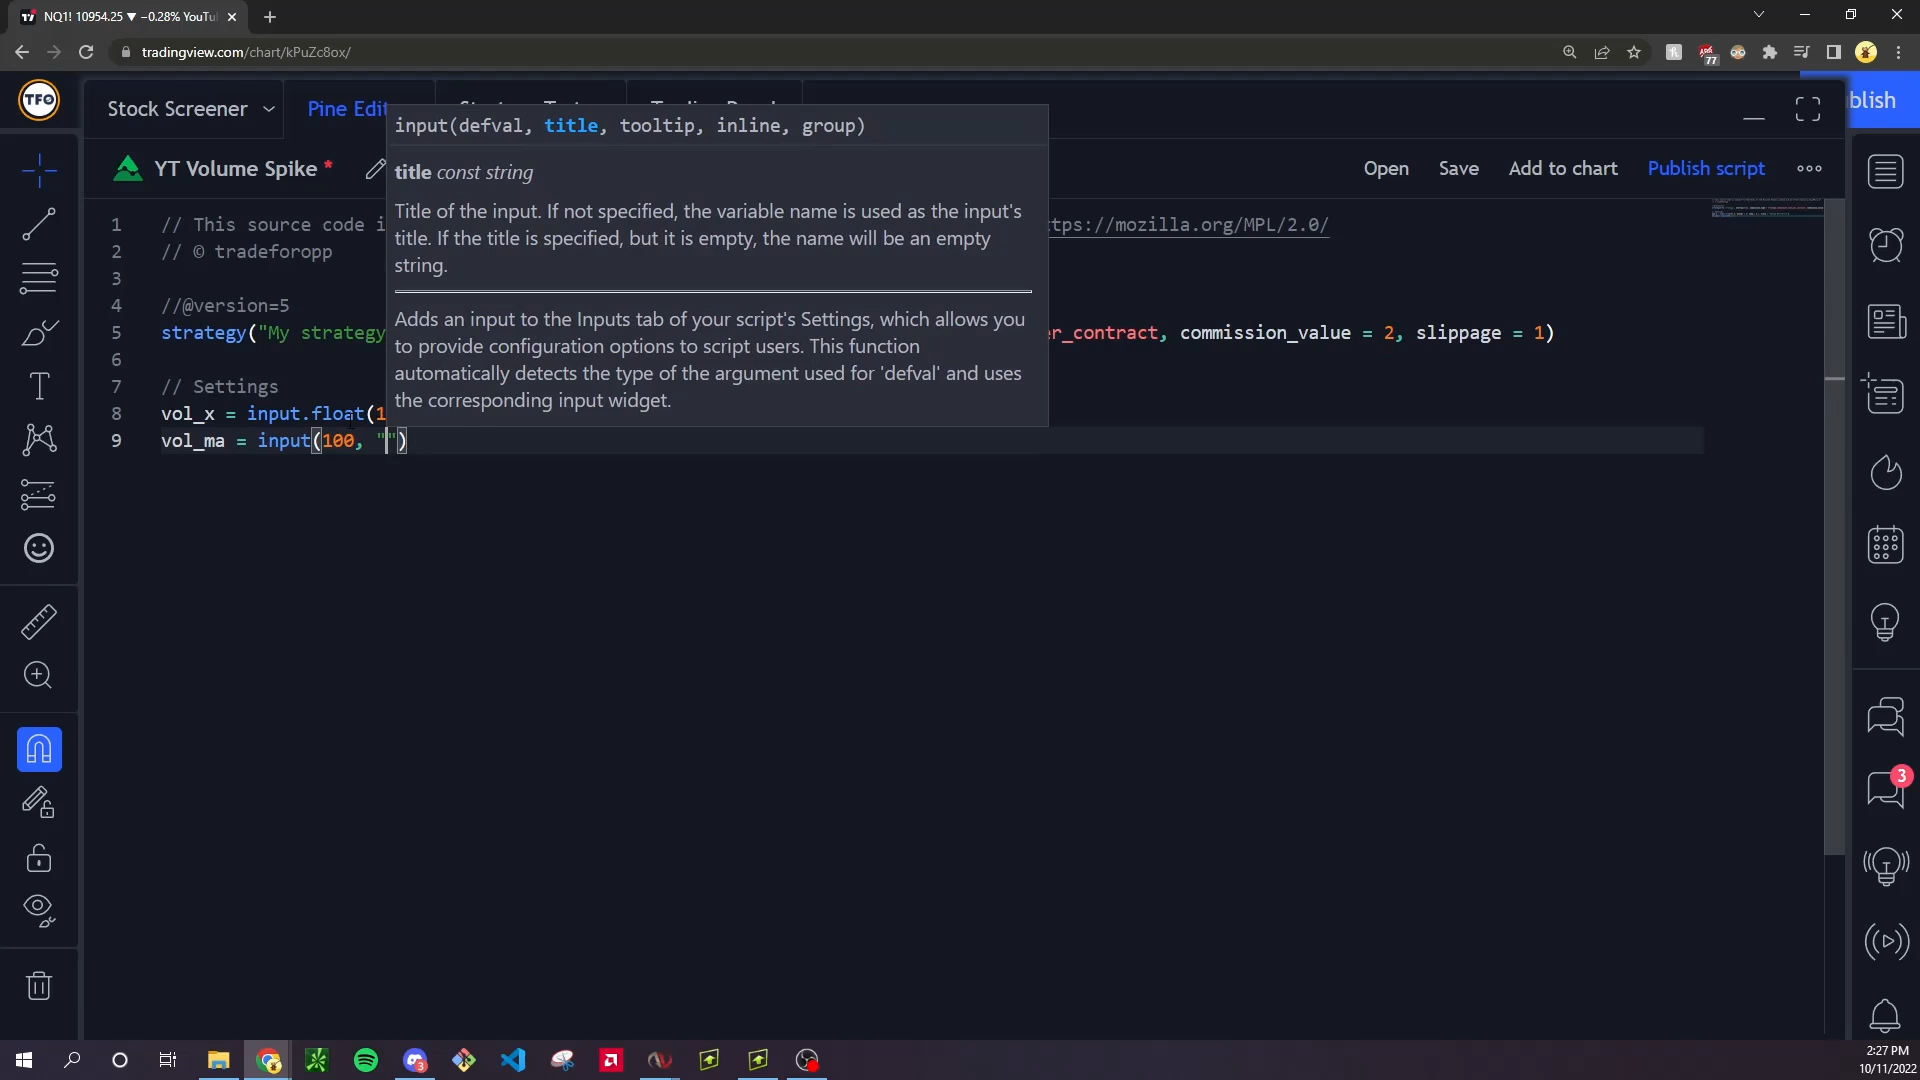 NQ1! 10954.25 ▼ −0.28% YouTu
tradingview.com/chart/kPuZc8ox/
77
TFO
Stock Screener
Pine Edit
blish
input(defval, title, tooltip, inline, group)
YT Volume Spike *
Open
Save
Add to chart
Publish script
title const string
Title of the input. If not specified, the variable name is used as the input's
title. If the title is specified, but it is empty, the name will be an empty
string.
Adds an input to the Inputs tab of your script's Settings, which allows you
to provide configuration options to script users. This function
automatically detects the type of the argument used for 'defval' and uses
the corresponding input widget.
1 // This source code i
tps://mozilla.org/MPL/2.0/
2 // © tradeforopp
3
4 //@version=5
5 strategy("My strategy
r_contract, commission_value = 2, slippage = 1)
6
7 // Settings
8 vol_x = input.float(1
9 vol_ma = input(100, "")
3
3
2:27 PM
10/11/2022